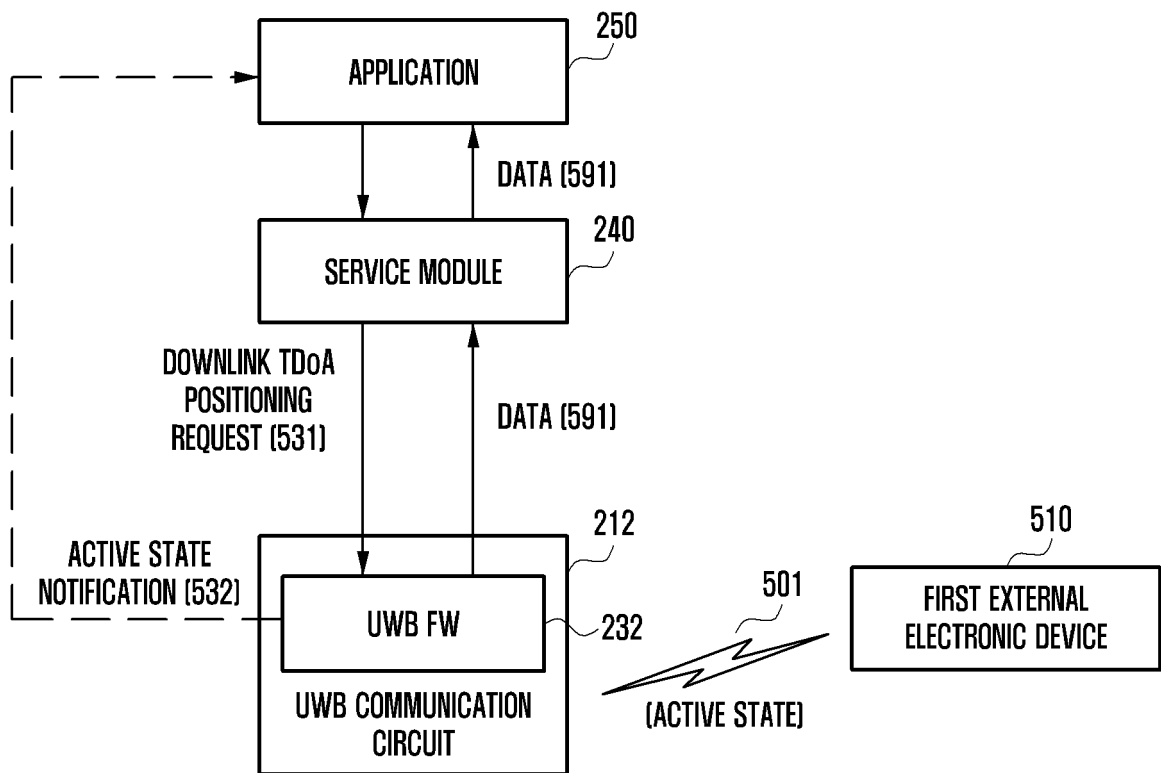 250
APPLICATION
DATA (591)
240
SERVICE MODULE
DOWNLINK TDoA
POSITIONING
REQUEST (531)
DATA (591)
212
510
ACTIVE STATE
NOTIFICATION (532)
UWB FW
232
501
FIRST EXTERNAL
ELECTRONIC DEVICE
UWB COMMUNICATION
CIRCUIT
(ACTIVE STATE)